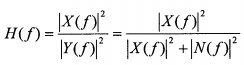 H(f) = |X(f)|² / |Y(f)|² = |X(f)|² / (|X(f)|² + |N(f)|²)